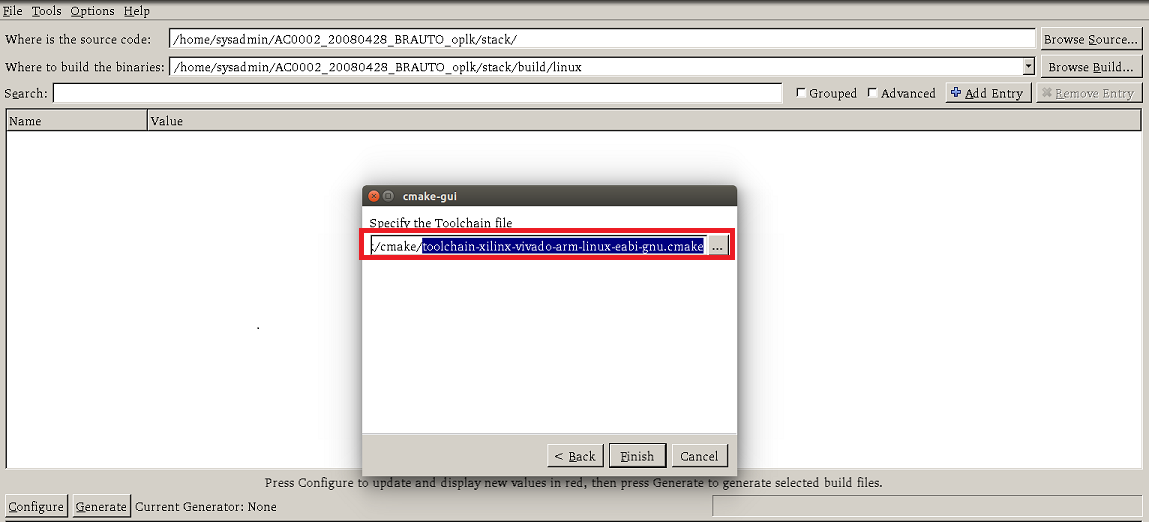 File Tools Options Help
Where is the source code: /home/sysadmin/AC0002_20080428_BRAUTO_oplk/stack/ Browse Source...
Where to build the binaries: /home/sysadmin/AC0002_20080428_BRAUTO_oplk/stack/build/linux Browse Build...
Search: Grouped Advanced Add Entry Remove Entry
Name Value
cmake-gui
Specify the Toolchain file
/cmake/toolchain-xilinx-vivado-arm-linux-eabi-gnu.cmake ...
< Back Finish Cancel
Press Configure to update and display new values in red, then press Generate to generate selected build files.
Configure Generate Current Generator: None